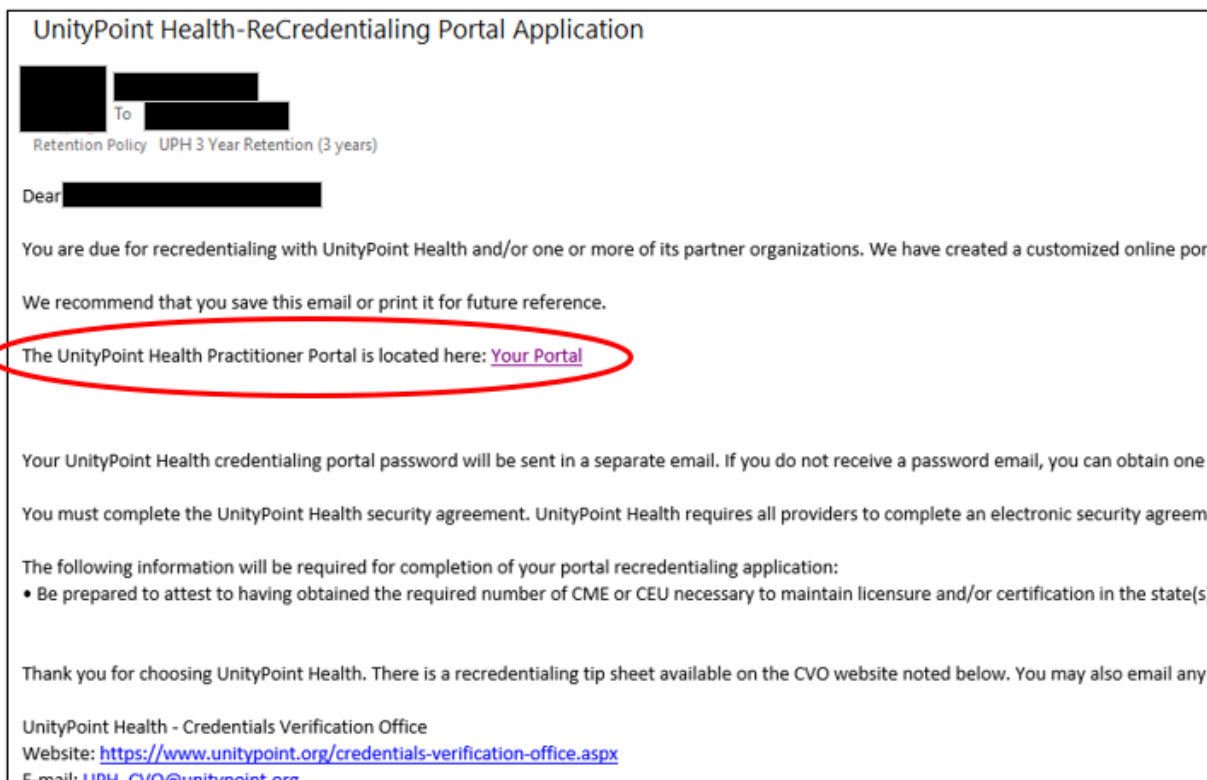 UnityPoint Health-ReCredentialing Portal Application
To
Retention Policy UPH 3 Year Retention (3 years)
Dear
You are due for recredentialing with UnityPoint Health and/or one or more of its partner organizations. We have created a customized online por
We recommend that you save this email or print it for future reference.
The UnityPoint Health Practitioner Portal is located here: Your Portal
Your UnityPoint Health credentialing portal password will be sent in a separate email. If you do not receive a password email, you can obtain one
You must complete the UnityPoint Health security agreement. UnityPoint Health requires all providers to complete an electronic security agreem
The following information will be required for completion of your portal recredentialing application:
• Be prepared to attest to having obtained the required number of CME or CEU necessary to maintain licensure and/or certification in the state(s)
Thank you for choosing UnityPoint Health. There is a recredentialing tip sheet available on the CVO website noted below. You may also email any
UnityPoint Health - Credentials Verification Office
Website: https://www.unitypoint.org/credentials-verification-office.aspx
E-mail: UPH_CVO@unitypoint.org